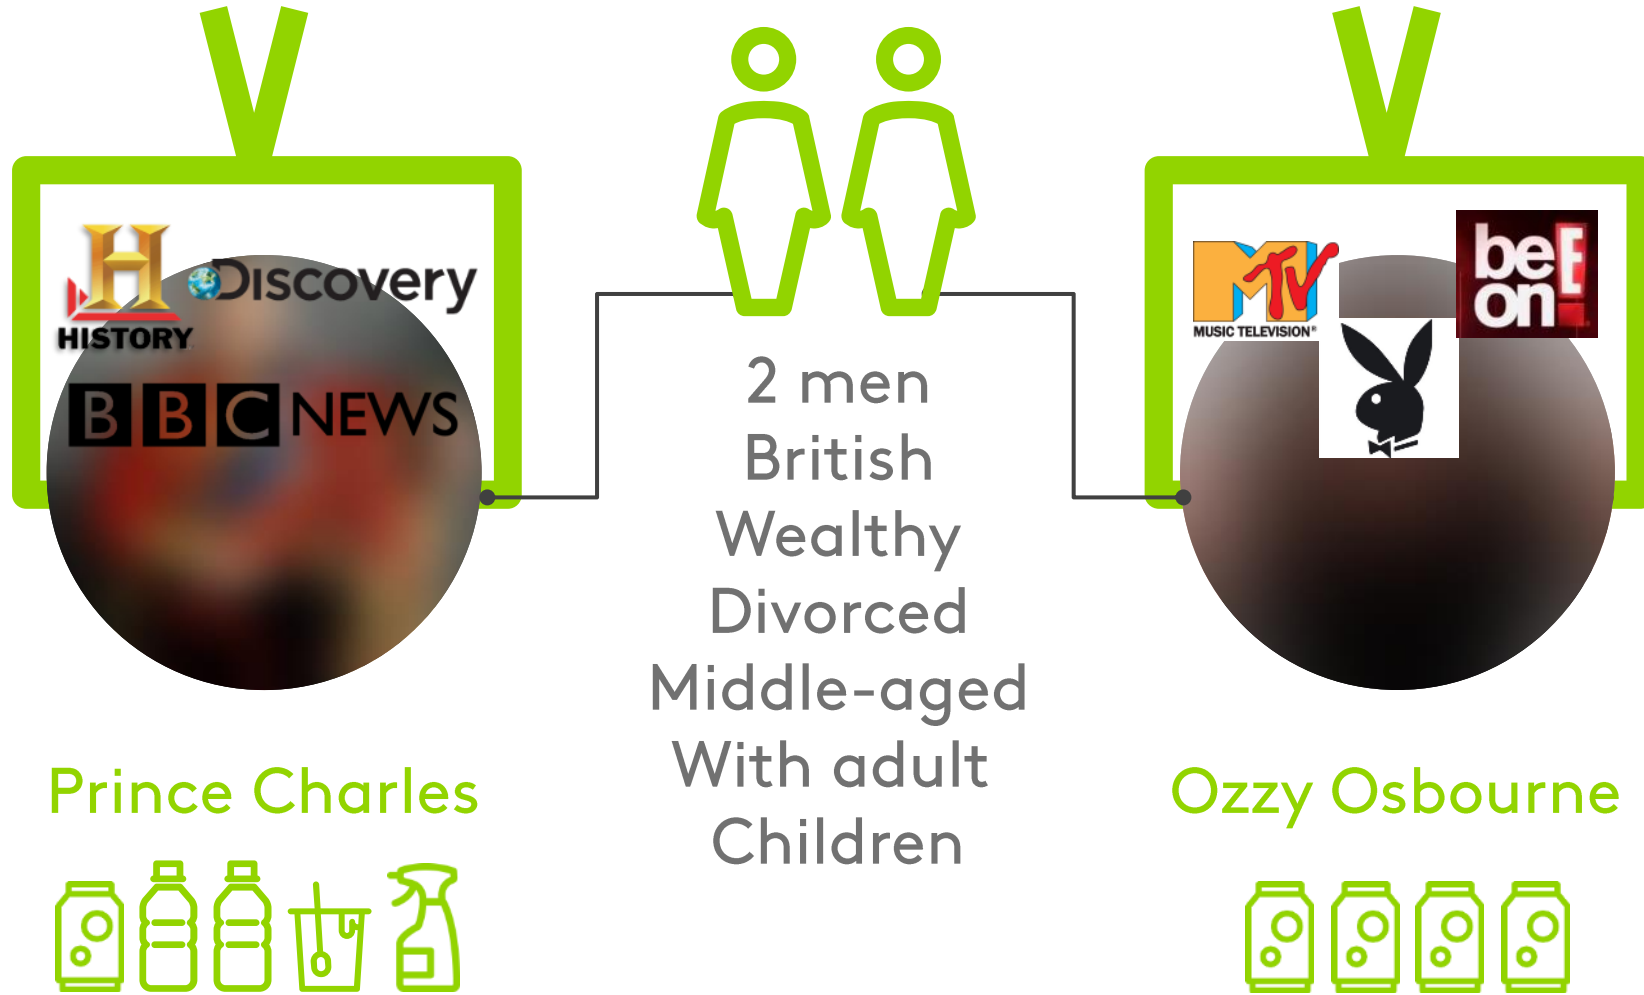 HISTORY
Discovery
BBC NEWS
Prince Charles
2 men
British
Wealthy
Divorced
Middle-aged
With adult
Children
MTV
MUSIC TELEVISION®
be E!
on
Ozzy Osbourne